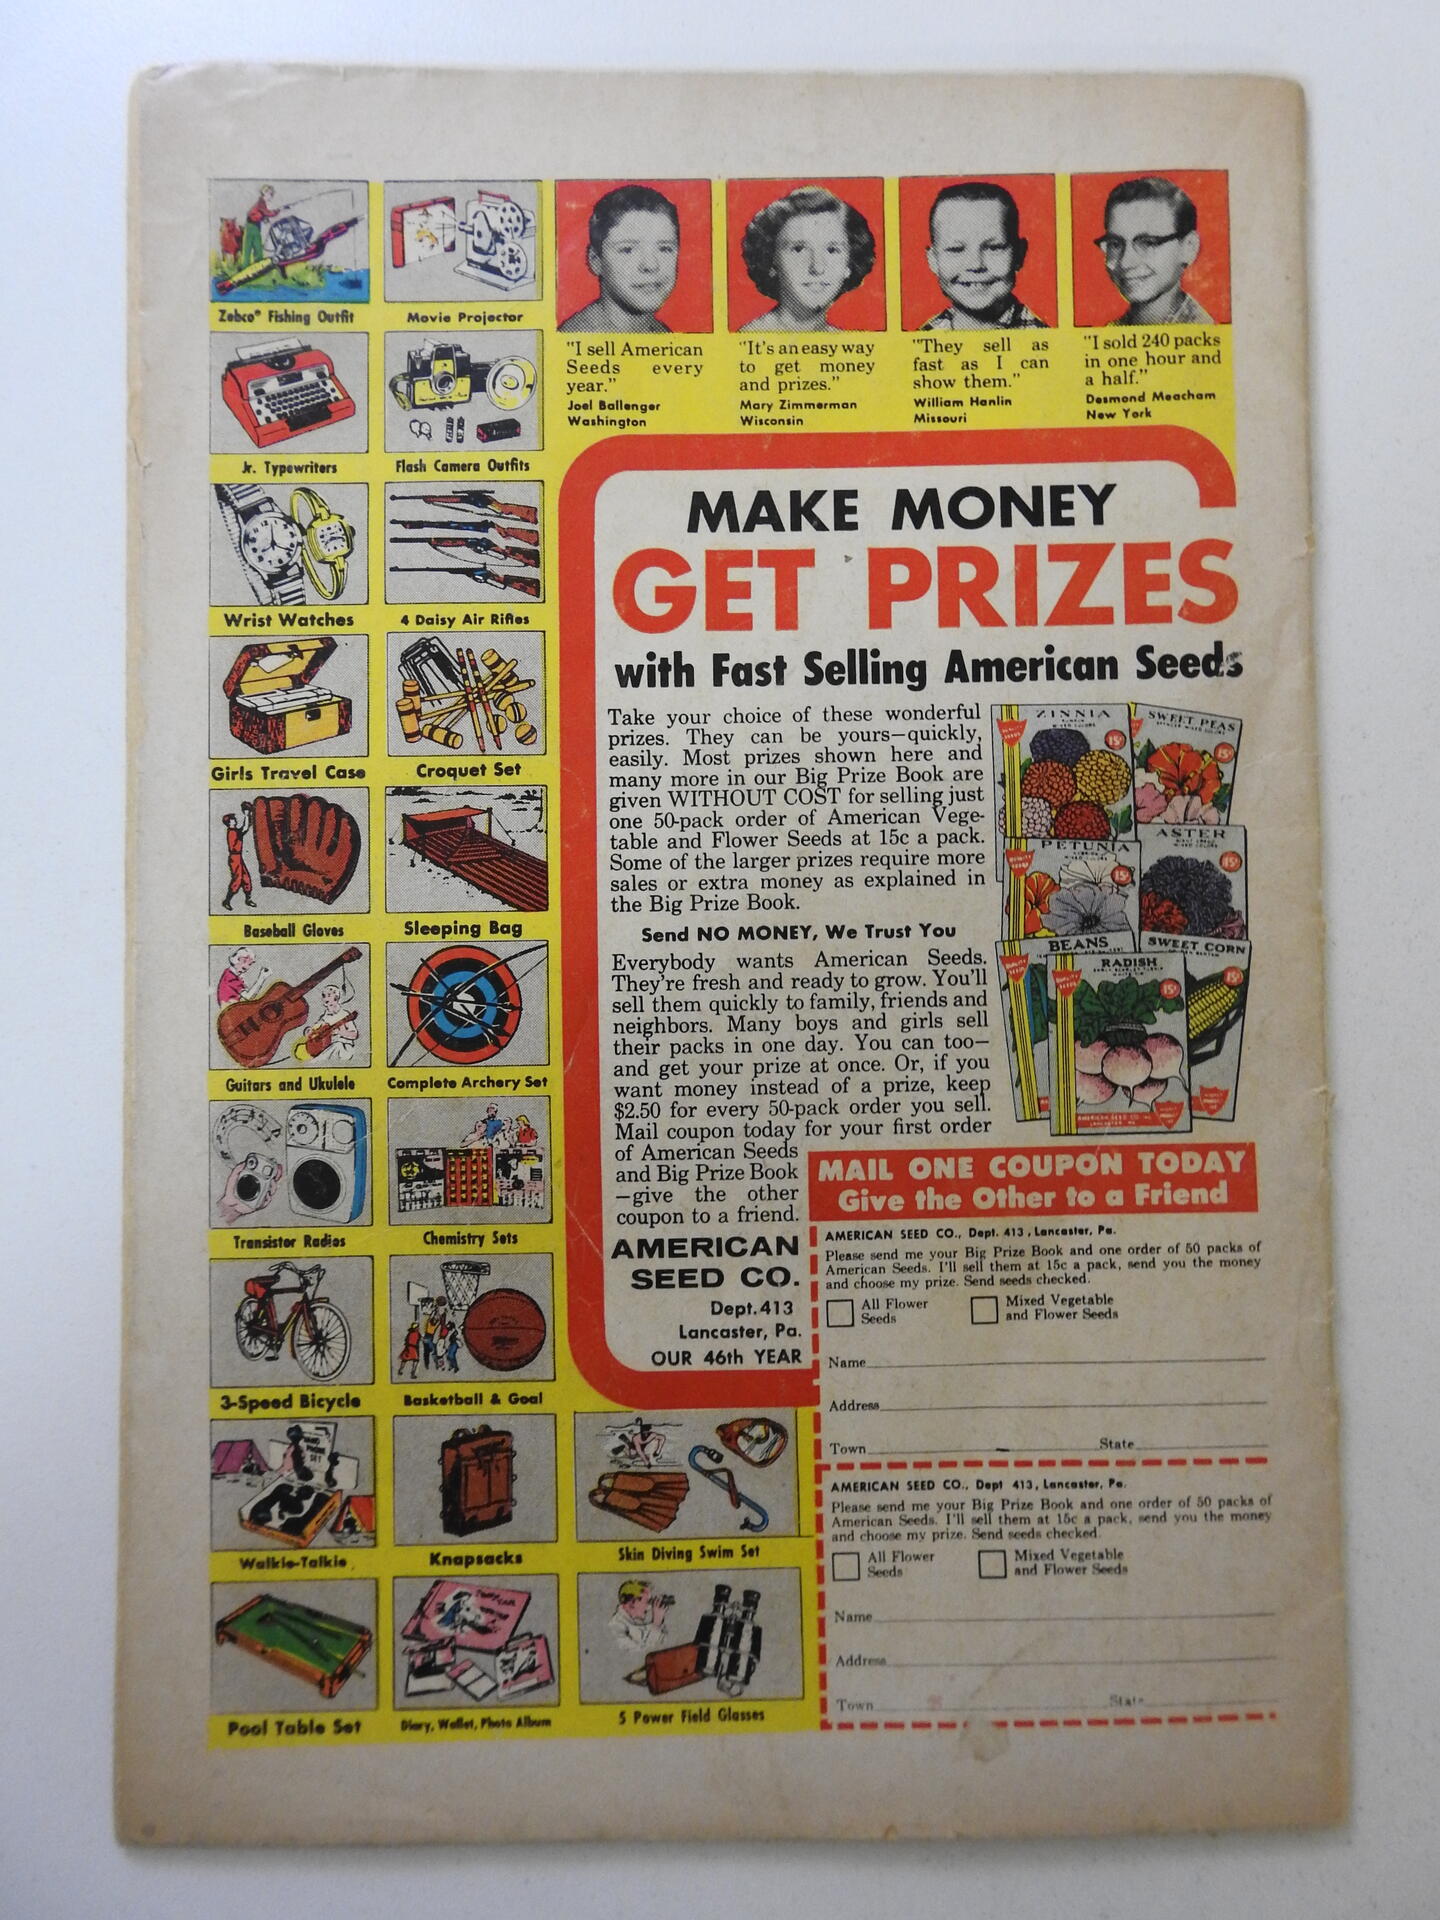 Zebco® Fishing Outfit
Movie Projector
Jr. Typewriters
Flash Camera Outfits
Wrist Watches
4 Daisy Air Rifles
Girls Travel Case
Croquet Set
Baseball Gloves
Sleeping Bag
Guitars and Ukulele
Complete Archery Set
Transistor Radios
Chemistry Sets
3-Speed Bicycle
Basketball & Goal
Walkie-Talkie
Knapsacks
Skin Diving Swim Set
Pool Table Set
Diary, Wallet, Photo Album
5 Power Field Glasses
"I sell American
Seeds every
year."
Joel Ballenger
Washington
"It's an easy way
to get money
and prizes."
Mary Zimmerman
Wisconsin
"They sell as
fast as I can
show them."
William Hanlin
Missouri
"I sold 240 packs
in one hour and
a half."
Desmond Meacham
New York
MAKE MONEY
GET PRIZES
with Fast Selling American Seeds
Take your choice of these wonderful
prizes. They can be yours—quickly,
easily. Most prizes shown here and
many more in our Big Prize Book are
given WITHOUT COST for selling just
one 50-pack order of American Vege-
table and Flower Seeds at 15c a pack.
Some of the larger prizes require more
sales or extra money as explained in
the Big Prize Book.
Send NO MONEY, We Trust You
Everybody wants American Seeds.
They're fresh and ready to grow. You'll
sell them quickly to family, friends and
neighbors. Many boys and girls sell
their packs in one day. You can too—
and get your prize at once. Or, if you
want money instead of a prize, keep
$2.50 for every 50-pack order you sell.
Mail coupon today for your first order
of American Seeds
and Big Prize Book
—give the other
coupon to a friend.
AMERICAN
SEED CO.
Dept. 413
Lancaster, Pa.
OUR 46th YEAR
ZINNIA
15¢
SWEET PEAS
15¢
PETUNIA
15¢
ASTER
15¢
BEANS
SWEET CORN
15¢
RADISH
15¢
AMERICAN SEED CO.
MAIL ONE COUPON TODAY
Give the Other to a Friend
AMERICAN SEED CO., Dept. 413, Lancaster, Pa.
Please send me your Big Prize Book and one order of 50 packs of
American Seeds. I'll sell them at 15c a pack, send you the money
and choose my prize. Send seeds checked.
All Flower
Seeds
Mixed Vegetable
and Flower Seeds
Name
Address
Town State
AMERICAN SEED CO., Dept 413, Lancaster, Pa.
Please send me your Big Prize Book and one order of 50 packs of
American Seeds. I'll sell them at 15c a pack, send you the money
and choose my prize. Send seeds checked.
All Flower
Seeds
Mixed Vegetable
and Flower Seeds
Name
Address
Town State